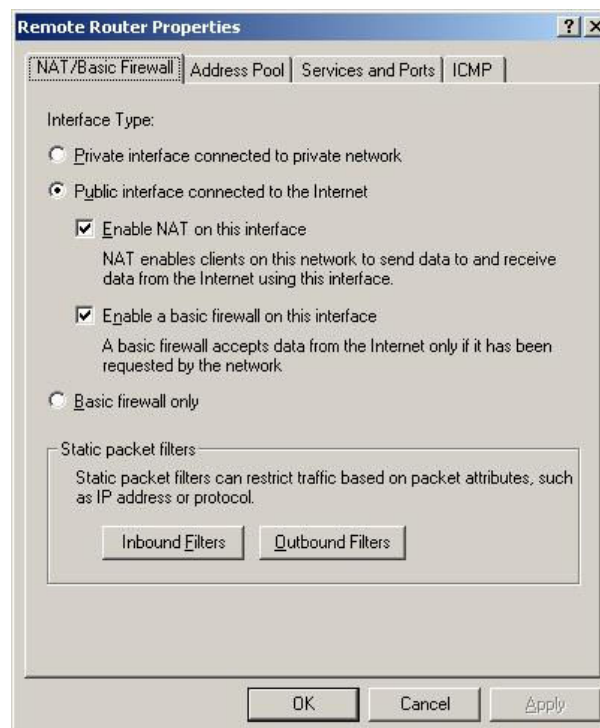 Remote Router Properties
NAT/Basic Firewall Address Pool Services and Ports ICMP
Interface Type:
Private interface connected to private network
Public interface connected to the Internet
Enable NAT on this interface
NAT enables clients on this network to send data to and receive
data from the Internet using this interface.
Enable a basic firewall on this interface
A basic firewall accepts data from the Internet only if it has been
requested by the network
Basic firewall only
Static packet filters
Static packet filters can restrict traffic based on packet attributes, such
as IP address or protocol.
Inbound Filters Outbound Filters
OK Cancel Apply